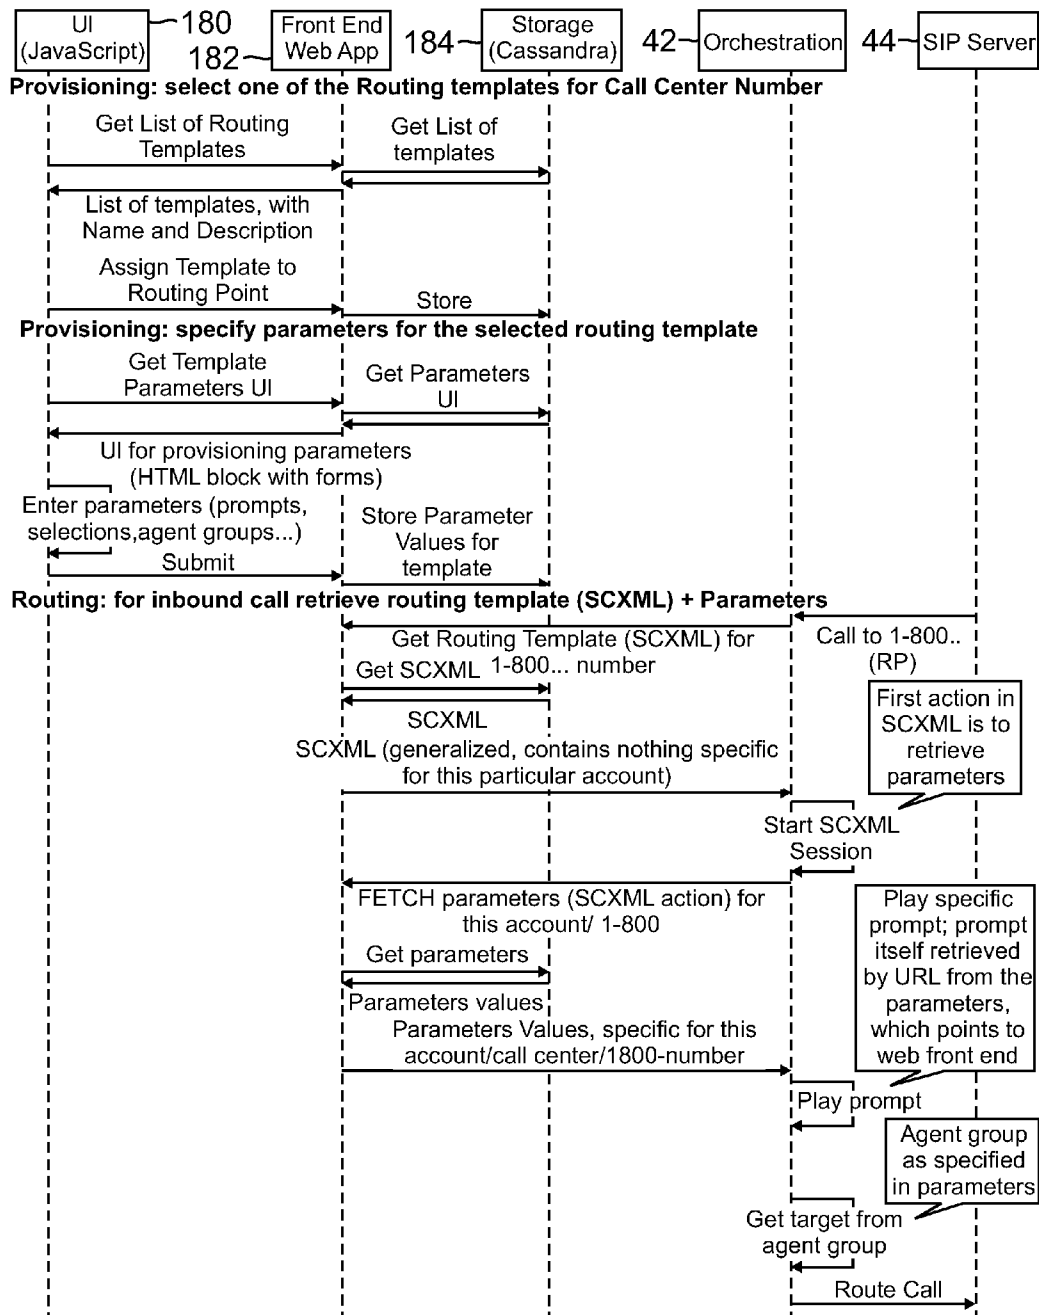 UI
(JavaScript)
180
182
Front End
Web App
184
Storage
(Cassandra)
42
Orchestration
44
SIP Server
Provisioning: select one of the Routing templates for Call Center Number
Get List of Routing
Templates
Get List of
templates
List of templates, with
Name and Description
Assign Template to
Routing Point
Store
Provisioning: specify parameters for the selected routing template
Get Template
Parameters UI
Get Parameters
UI
UI for provisioning parameters
(HTML block with forms)
Enter parameters (prompts,
selections,agent groups...)
Submit
Store Parameter
Values for
template
Routing: for inbound call retrieve routing template (SCXML) + Parameters
Call to 1-800..
(RP)
Get Routing Template (SCXML) for
1-800... number
Get SCXML
SCXML
First action in
SCXML is to
retrieve
parameters
SCXML (generalized, contains nothing specific
for this particular account)
Start SCXML
Session
FETCH parameters (SCXML action) for
this account/ 1-800
Play specific
prompt; prompt
itself retrieved
by URL from the
parameters,
which points to
web front end
Get parameters
Parameters values
Parameters Values, specific for this
account/call center/1800-number
Play prompt
Agent group
as specified
in parameters
Get target from
agent group
Route Call